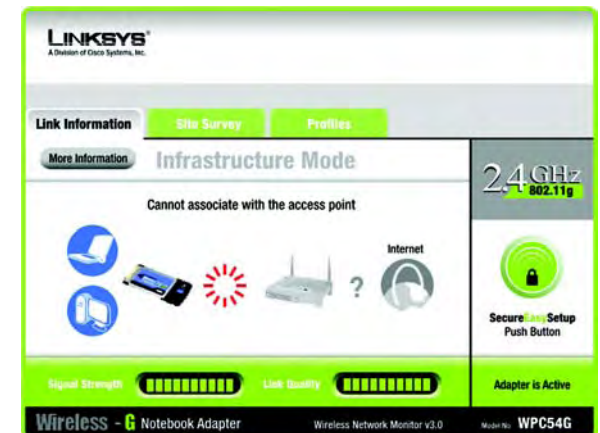 LINKSYS®
A Division of Cisco Systems, Inc.
Link Information
Site Survey
Profiles
More Information
Infrastructure Mode
2.4 GHz
802.11g
Cannot associate with the access point
Internet
?
SecureEasySetup
Push Button
Signal Strength
Link Quality
Adapter is Active
Wireless - G Notebook Adapter
Wireless Network Monitor v3.0
Model No WPC54G